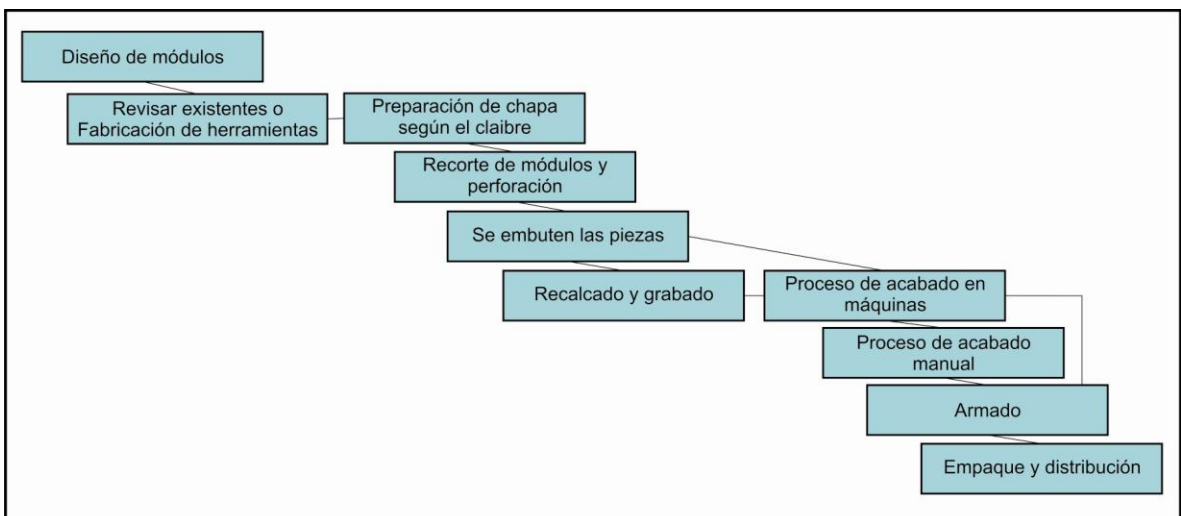 Diseño de módulos
Revisar existentes o
Fabricación de herramientas
Preparación de chapa
según el claibre
Recorte de módulos y
perforación
Se embuten las piezas
Recalcado y grabado
Proceso de acabado en
máquinas
Proceso de acabado
manual
Armado
Empaque y distribución